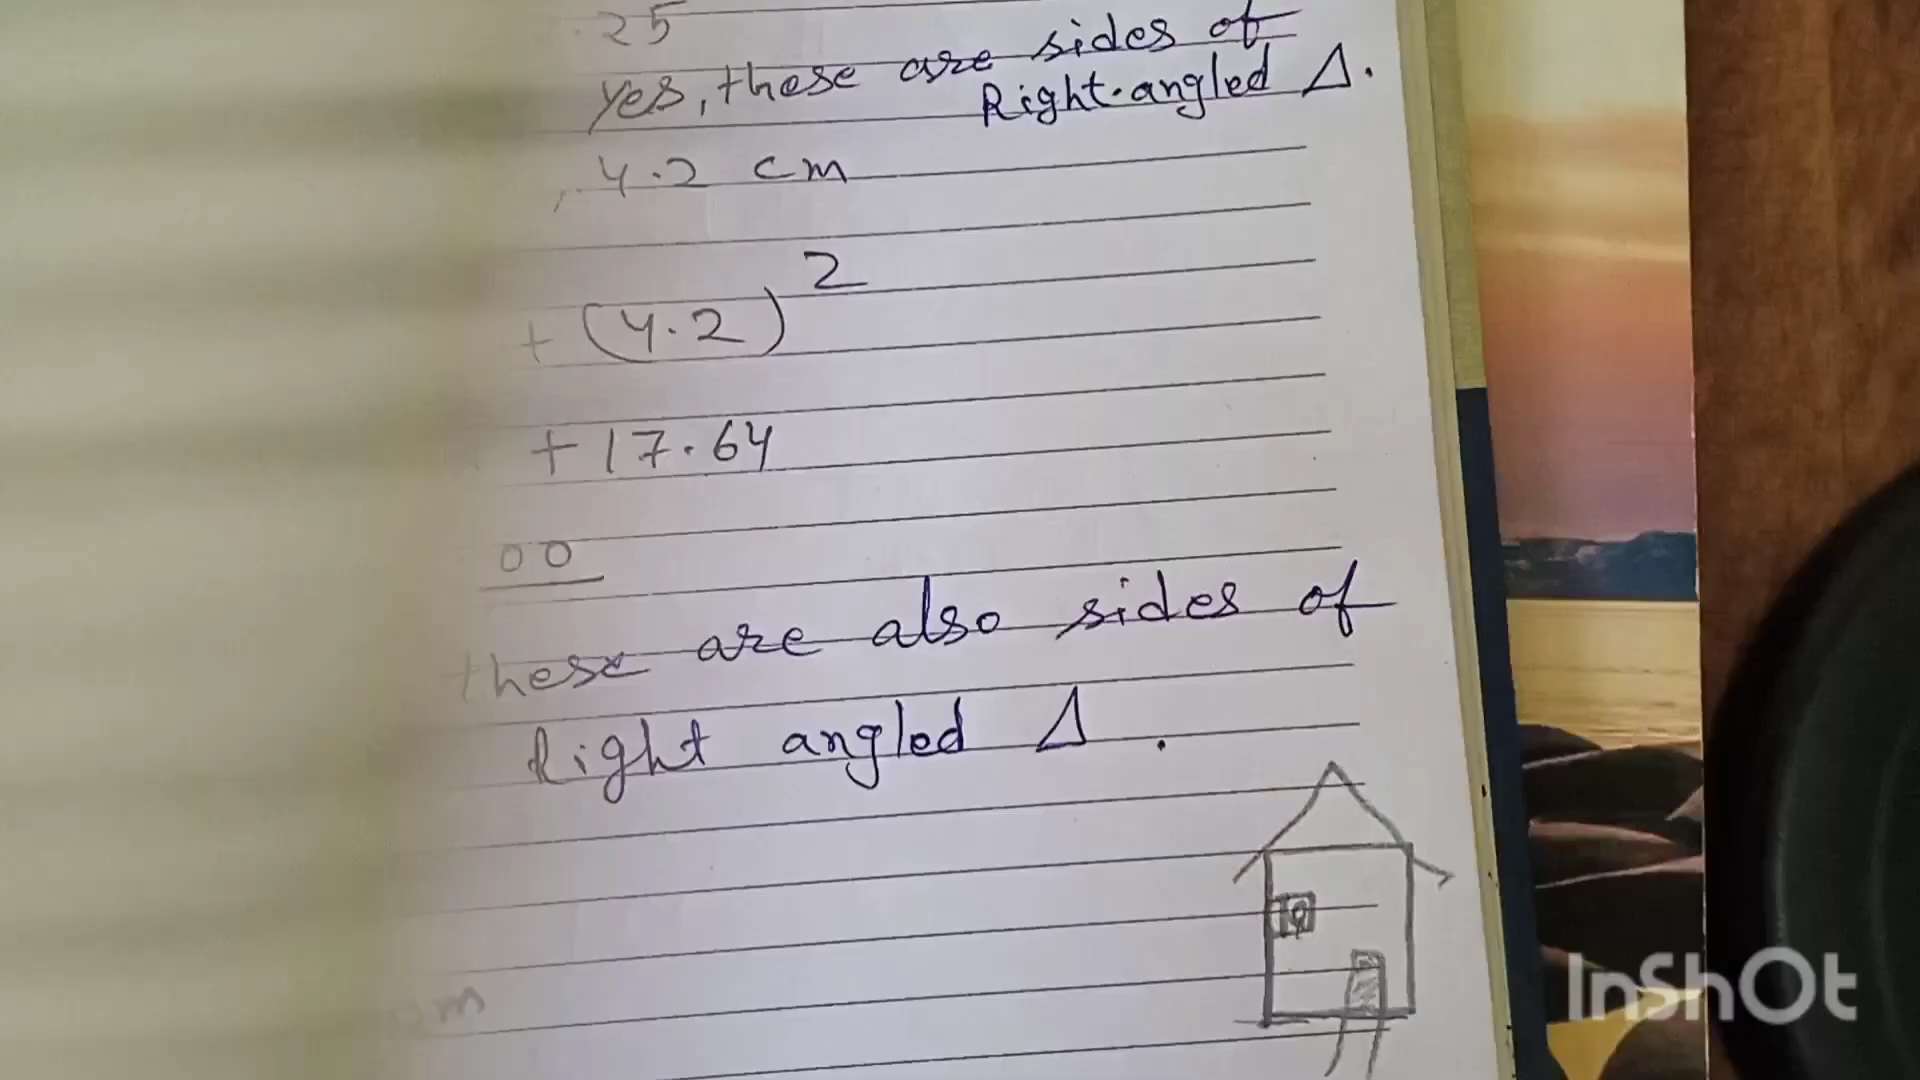 25
yes, these are sides of
Right-angled Δ.
, 4.2 cm
+ (4.2)²
+ 17.64
00
these are also sides of
Right angled Δ .
InShOt